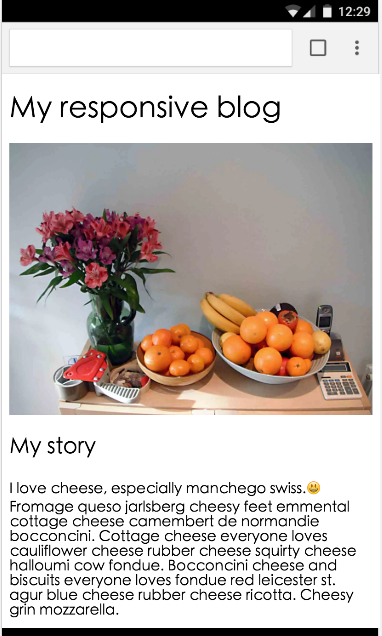 12:29
My responsive blog
My story
I love cheese, especially manchego swiss.😃
Fromage queso jarlsberg cheesy feet emmental
cottage cheese camembert de normandie
bocconcini. Cottage cheese everyone loves
cauliflower cheese rubber cheese squirty cheese
halloumi cow fondue. Bocconcini cheese and
biscuits everyone loves fondue red leicester st.
agur blue cheese rubber cheese ricotta. Cheesy
grin mozzarella.